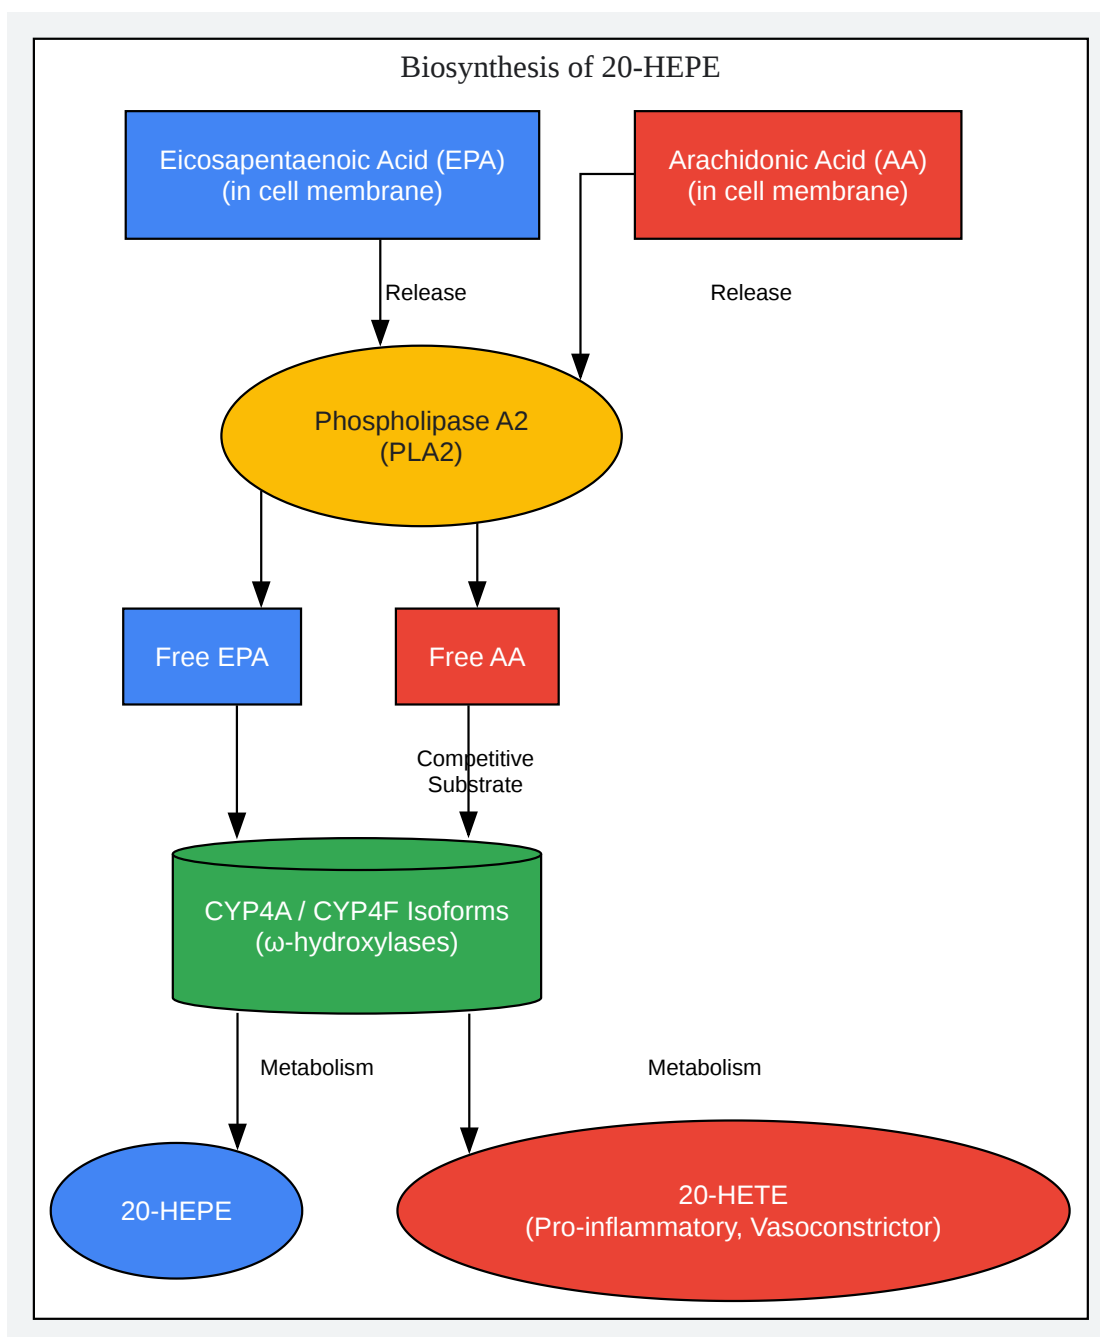 Biosynthesis of 20-HEPE
Eicosapentaenoic Acid (EPA)
(in cell membrane)
Arachidonic Acid (AA)
(in cell membrane)
Release
Release
Phospholipase A2
(PLA2)
Free EPA
Free AA
Competitive
Substrate
CYP4A / CYP4F Isoforms
(ω-hydroxylases)
Metabolism
Metabolism
20-HEPE
20-HETE
(Pro-inflammatory, Vasoconstrictor)